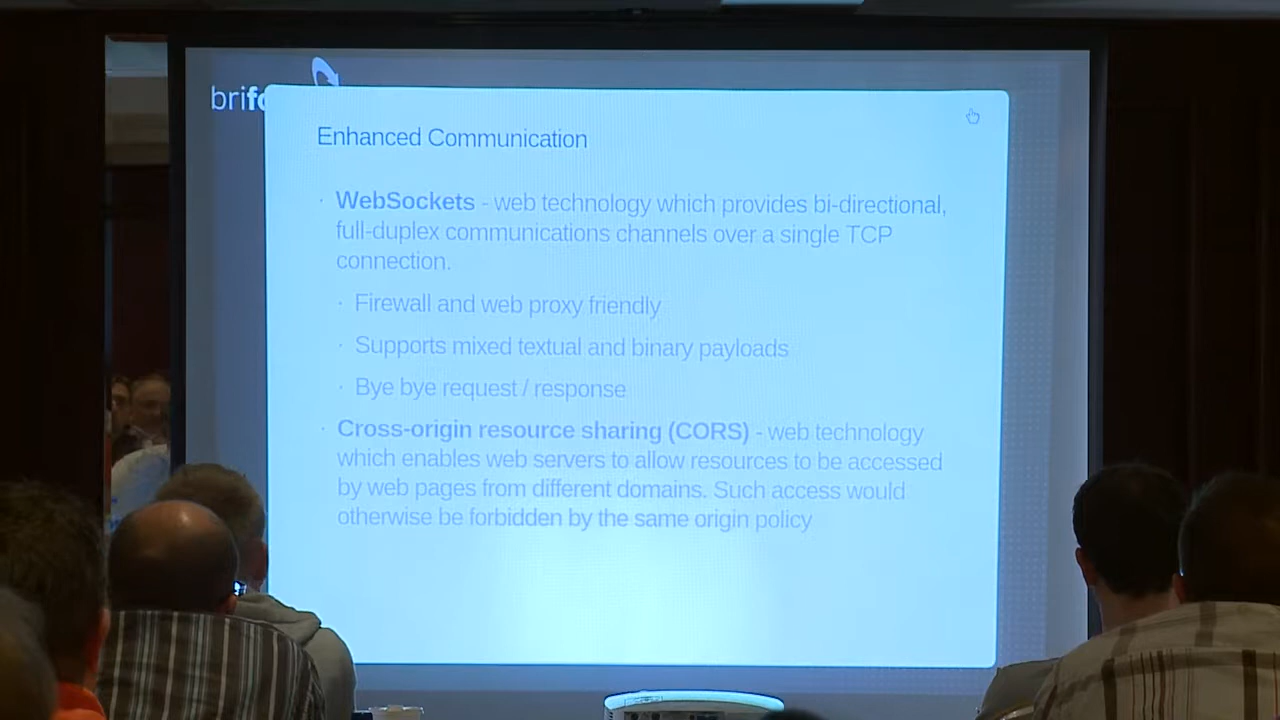 brifo
Enhanced Communication
· WebSockets - web technology which provides bi-directional,
full-duplex communications channels over a single TCP
connection.
· Firewall and web proxy friendly
· Supports mixed textual and binary payloads
· Bye bye request / response
· Cross-origin resource sharing (CORS) - web technology
which enables web servers to allow resources to be accessed
by web pages from different domains. Such access would
otherwise be forbidden by the same origin policy